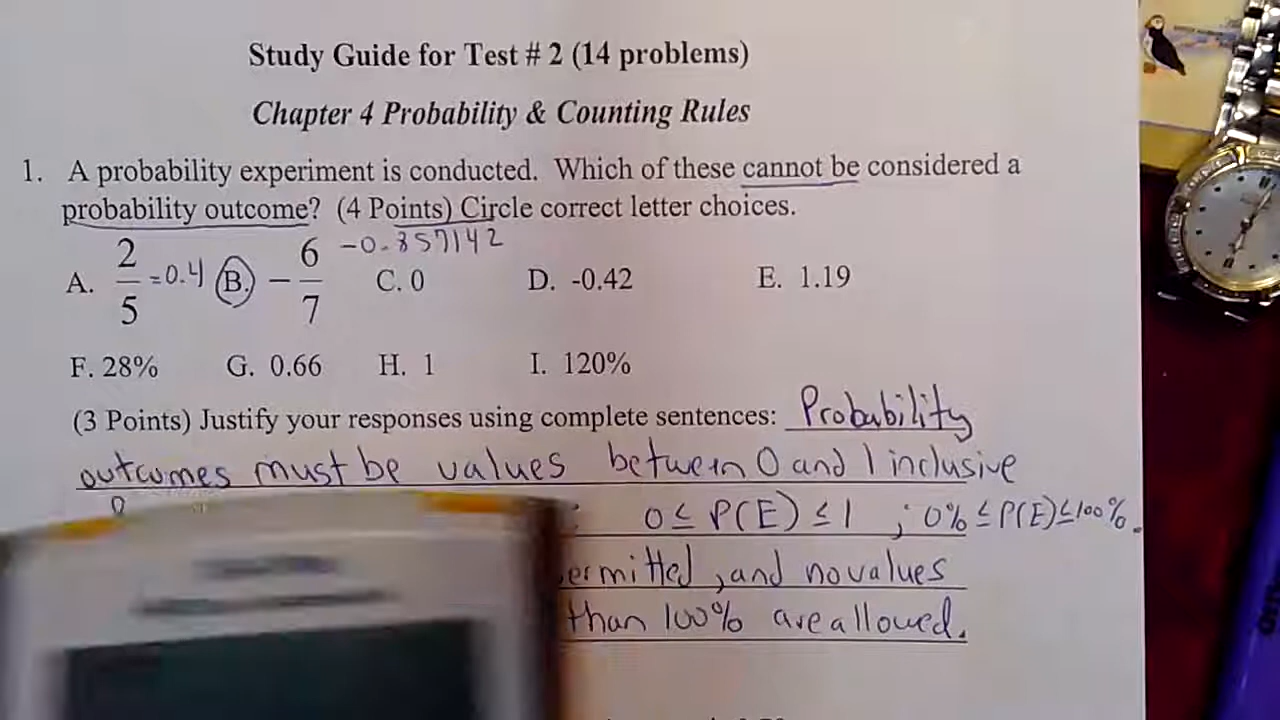 Study Guide for Test # 2 (14 problems)
Chapter 4 Probability & Counting Rules
1. A probability experiment is conducted. Which of these cannot be considered a
probability outcome? (4 Points) Circle correct letter choices.
A. 2/5 =0.4 B. -6/7 -0.857142 C. 0 D. -0.42 E. 1.19
F. 28% G. 0.66 H. 1 I. 120%
(3 Points) Justify your responses using complete sentences: Probability
outcomes must be values between 0 and 1 inclusive
0 ≤ P(E) ≤ 1 ; 0% ≤ P(E) ≤ 100%.
ermitted, and no values
than 100% are allowed.